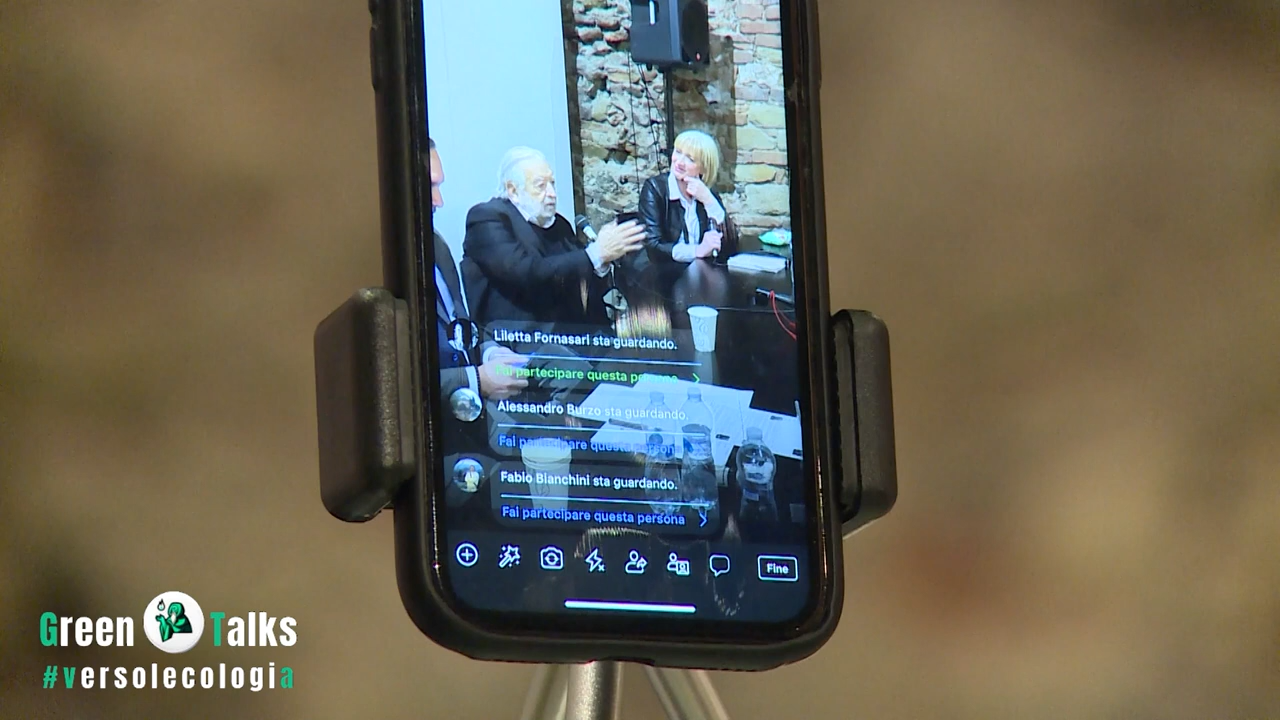 Liletta Fornasari sta guardando.
Fai partecipare questa persona
Alessandro Burzo sta guardando.
Fai partecipare questa persona
Fabio Bianchini sta guardando.
Fai partecipare questa persona
Fine
Green Talks
#versolecologia